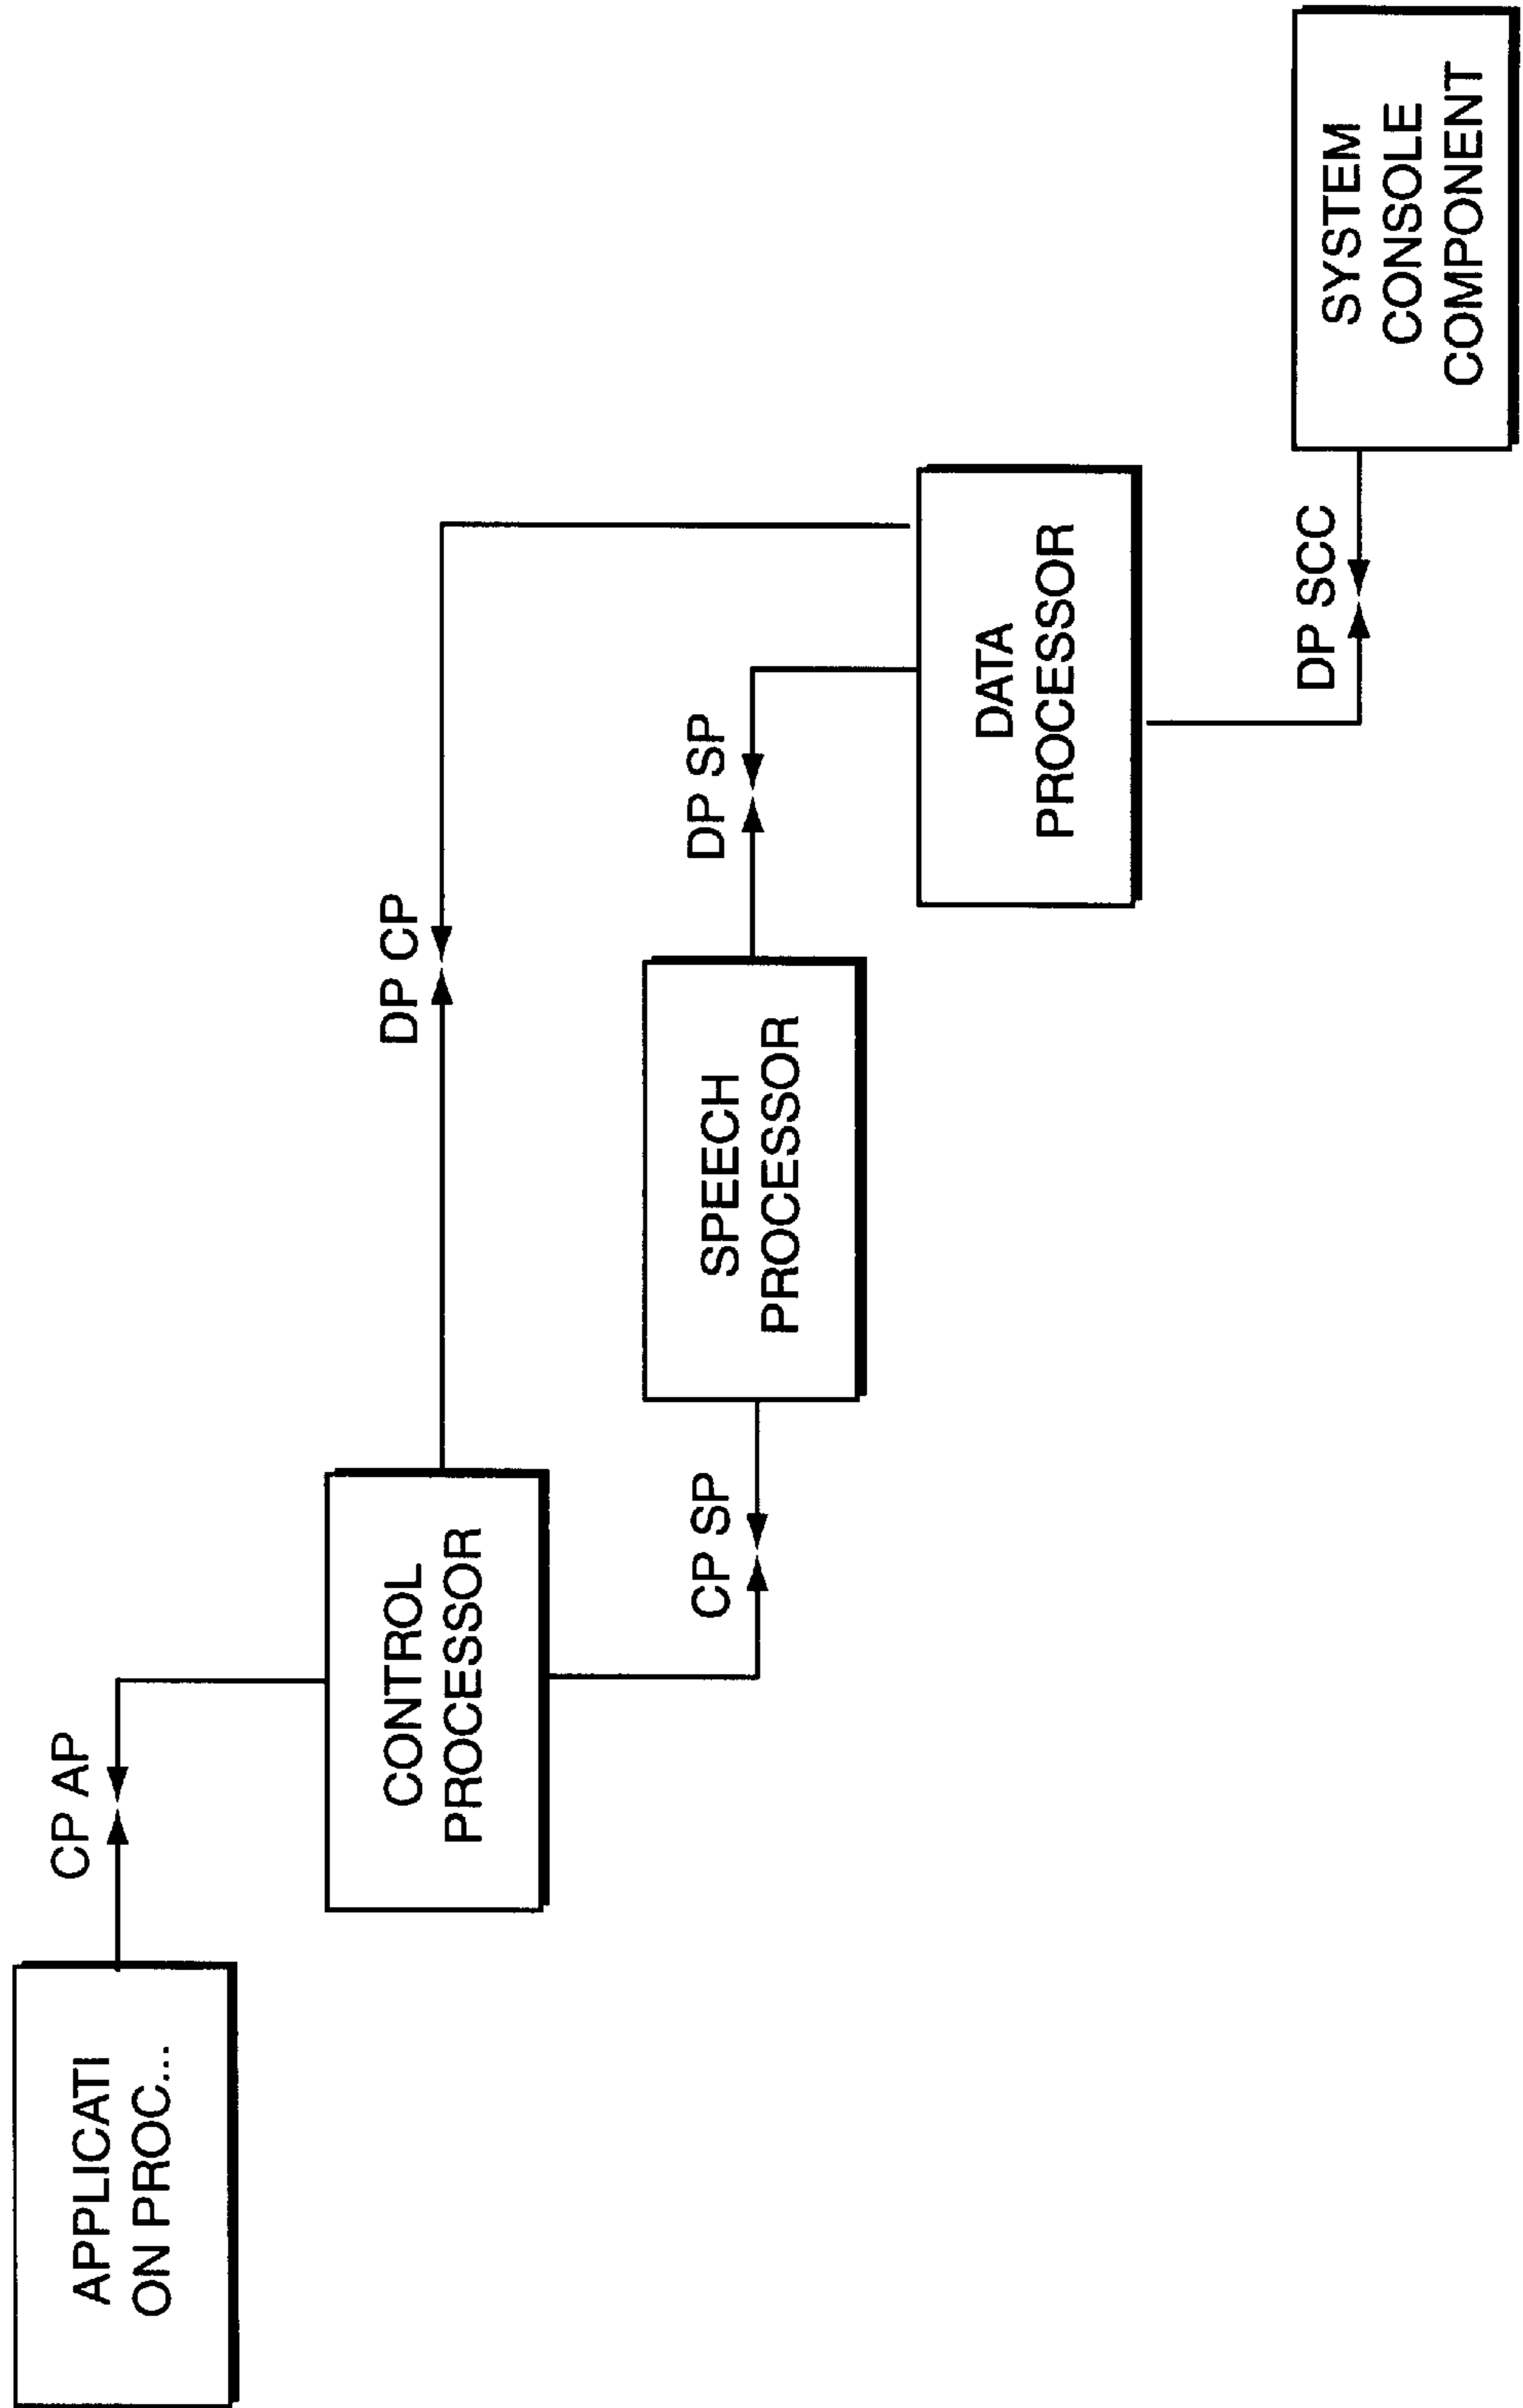 APPLICATI
ON PROC...
CP AP
CONTROL
PROCESSOR
DP CP
CP SP
SPEECH
PROCESSOR
DP SP
DATA
PROCESSOR
DP SCC
SYSTEM
CONSOLE
COMPONENT